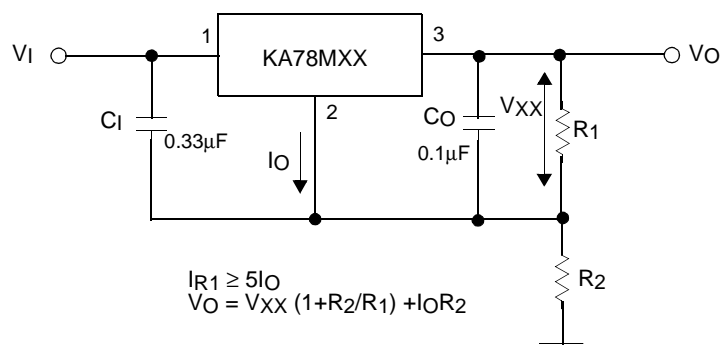 1
KA78MXX
3
VI
VO
2
CI
0.33μF
IO
CO
0.1μF
VXX
R1
R2
IR1 ≥ 5IO
VO = VXX (1+R2/R1) +IOR2